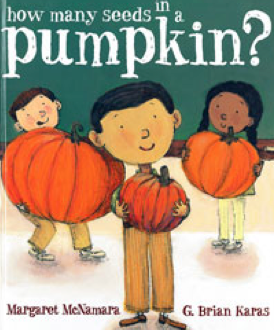 how many seeds in a
pumpkin?
Margaret McNamara G. Brian Karas